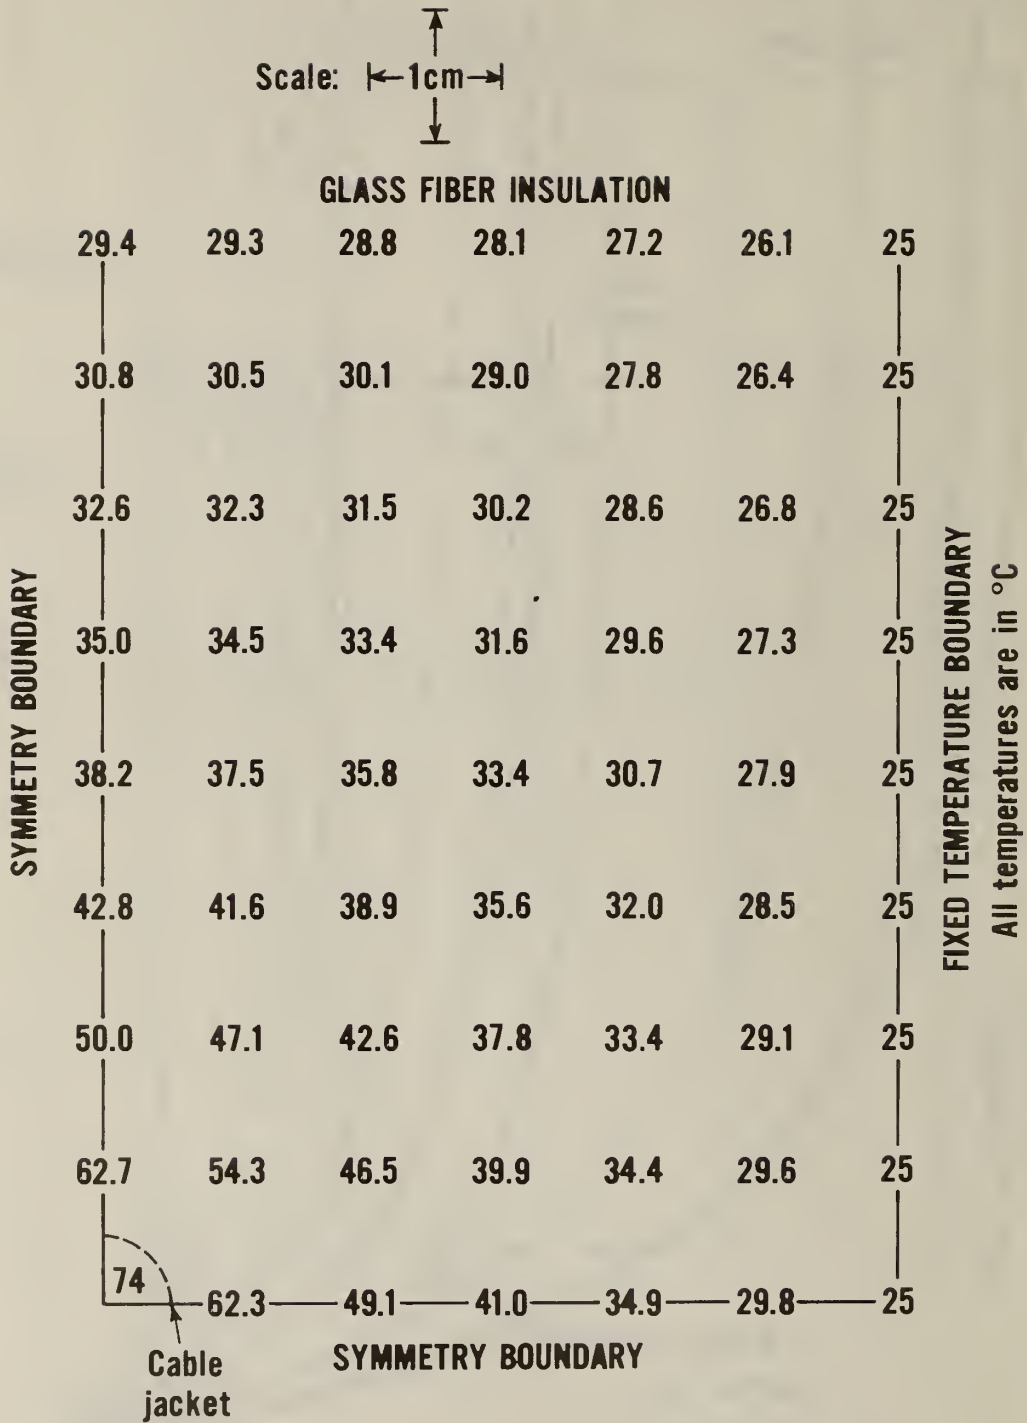 Scale: 1cm
GLASS FIBER INSULATION
29.4 29.3 28.8 28.1 27.2 26.1 25
30.8 30.5 30.1 29.0 27.8 26.4 25
32.6 32.3 31.5 30.2 28.6 26.8 25
35.0 34.5 33.4 31.6 29.6 27.3 25
38.2 37.5 35.8 33.4 30.7 27.9 25
42.8 41.6 38.9 35.6 32.0 28.5 25
50.0 47.1 42.6 37.8 33.4 29.1 25
62.7 54.3 46.5 39.9 34.4 29.6 25
74 62.3 49.1 41.0 34.9 29.8 25
SYMMETRY BOUNDARY
FIXED TEMPERATURE BOUNDARY
All temperatures are in °C
SYMMETRY BOUNDARY
Cable
jacket